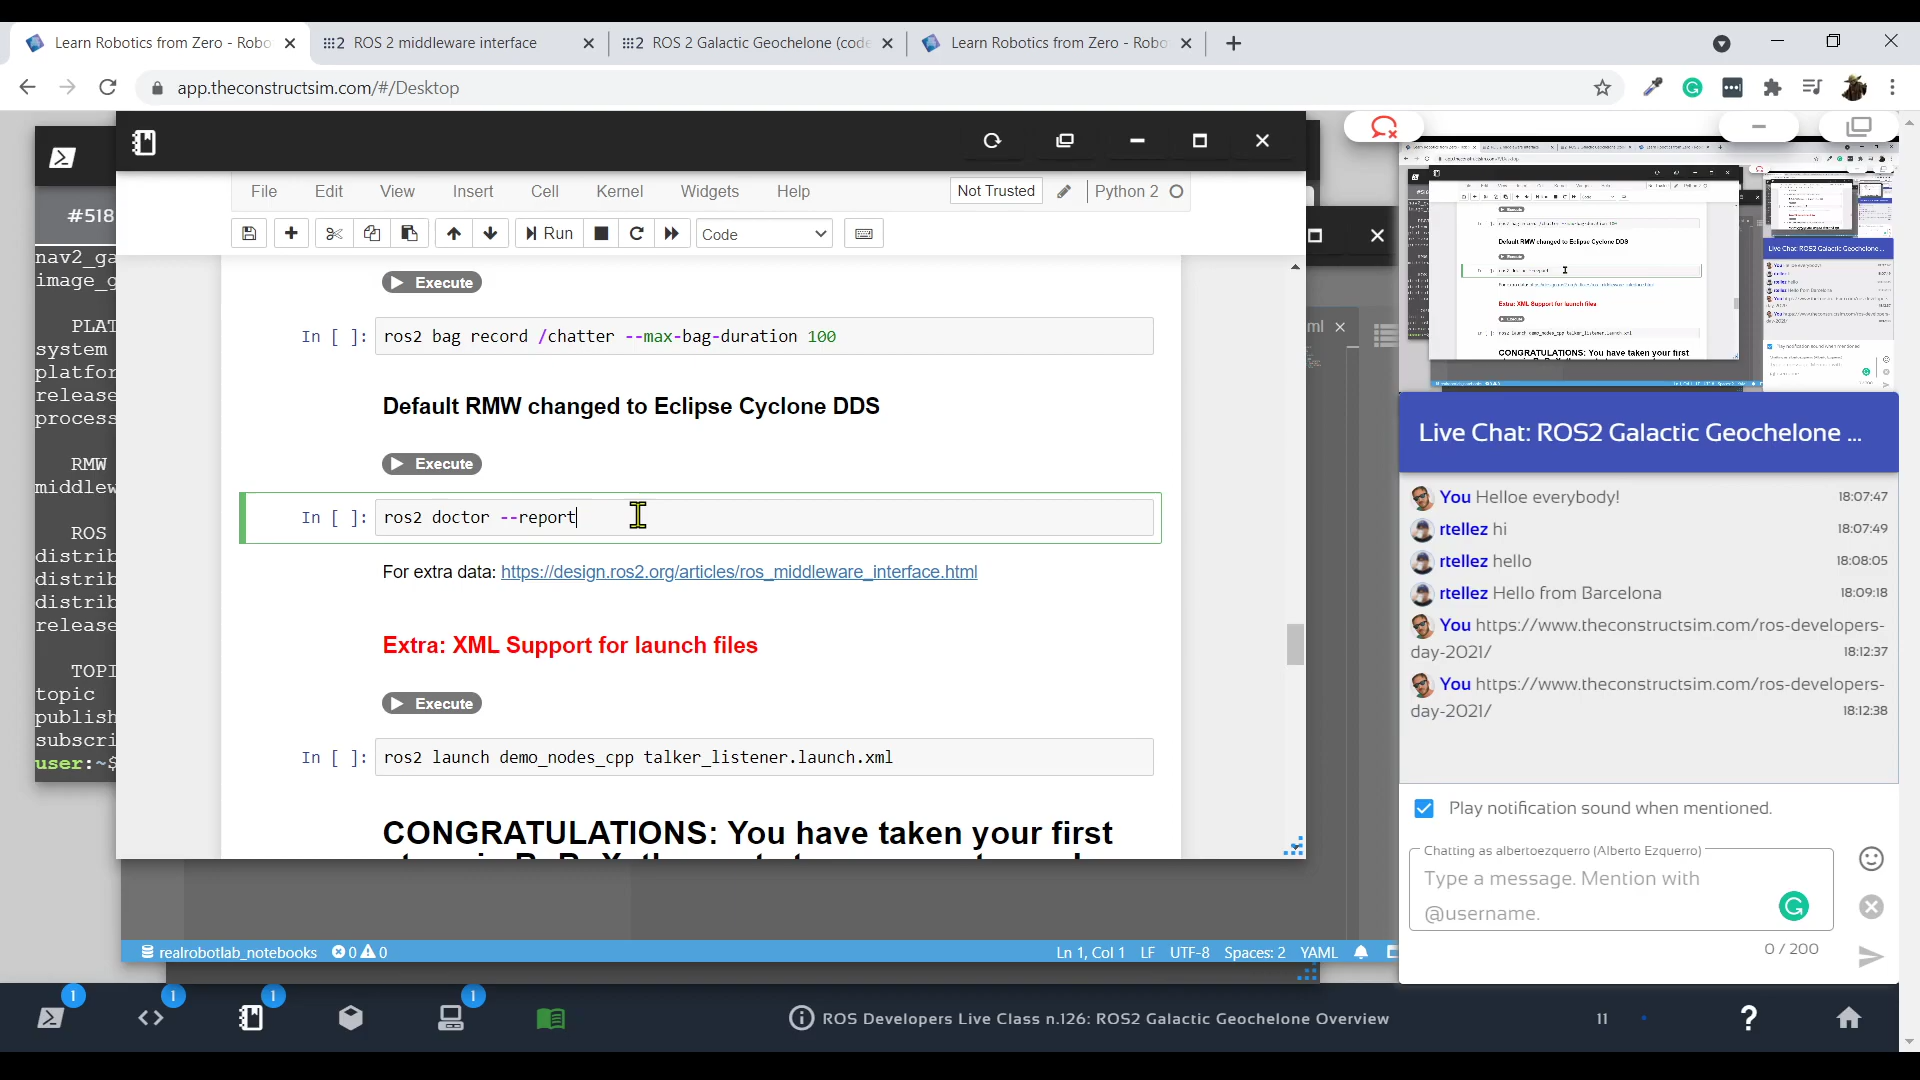 Learn Robotics from Zero - Robo
ROS 2 middleware interface
ROS 2 Galactic Geochelone (code
Learn Robotics from Zero - Robo
app.theconstructsim.com/#/Desktop
File Edit View Insert Cell Kernel Widgets Help
Not Trusted
Python 2
Run
Code
#518
nav2_ga
image_g
PLAT
system
platfor
release
process
RMW
middlew
ROS
distrib
distrib
distrib
release
TOPI
topic
publish
subscri
user:~$
Execute
In [ ]: ros2 bag record /chatter --max-bag-duration 100
Default RMW changed to Eclipse Cyclone DDS
Execute
In [ ]: ros2 doctor --report
For extra data: https://design.ros2.org/articles/ros_middleware_interface.html
Extra: XML Support for launch files
Execute
In [ ]: ros2 launch demo_nodes_cpp talker_listener.launch.xml
CONGRATULATIONS: You have taken your first
ml
realrobotlab_notebooks 0 0
Ln 1, Col 1 LF UTF-8 Spaces: 2 YAML
Live Chat: ROS2 Galactic Geochelone ...
You Helloe everybody! 18:07:47
rtellez hi 18:07:49
rtellez hello 18:08:05
rtellez Hello from Barcelona 18:09:18
You https://www.theconstructsim.com/ros-developers-
day-2021/ 18:12:37
You https://www.theconstructsim.com/ros-developers-
day-2021/ 18:12:38
Play notification sound when mentioned.
Chatting as albertoezquerro (Alberto Ezquerro)
Type a message. Mention with
@username.
0 / 200
1 1 1 1
ROS Developers Live Class n.126: ROS2 Galactic Geochelone Overview
11